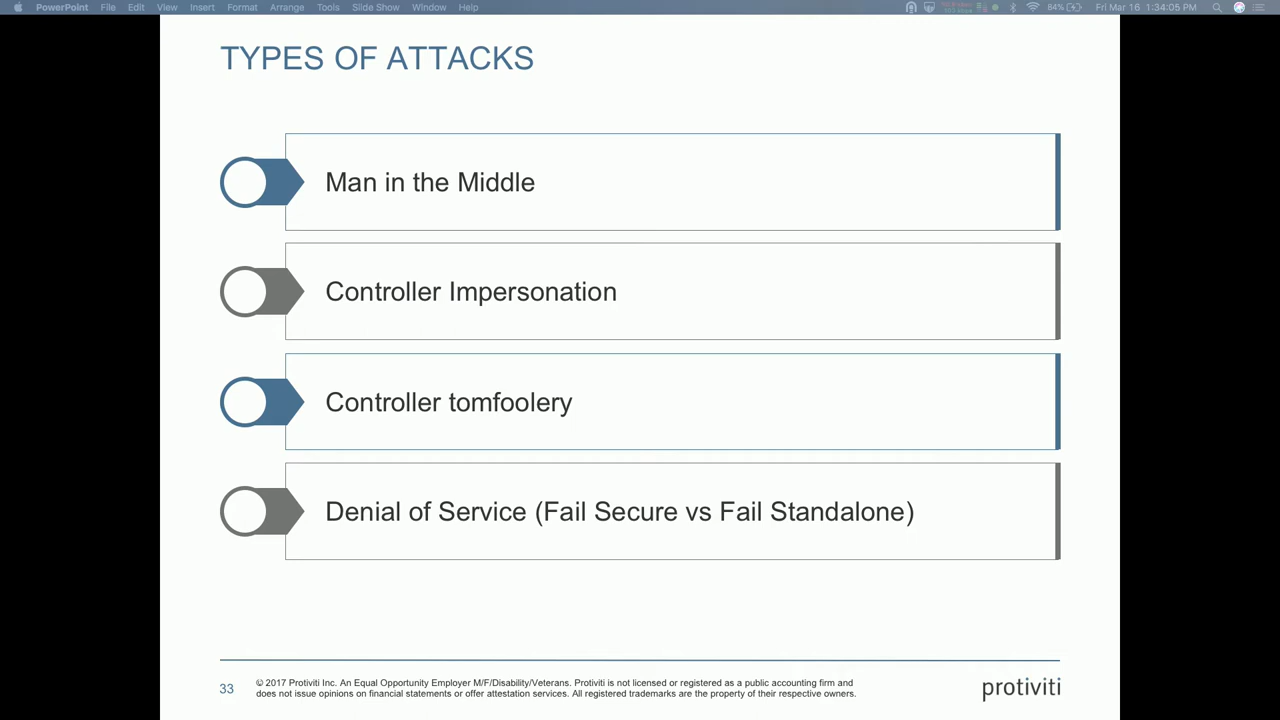 PowerPoint File Edit View Insert Format Arrange Tools Slide Show Window Help 84% Fri Mar 16 1:34:05 PM
TYPES OF ATTACKS
Man in the Middle
Controller Impersonation
Controller tomfoolery
Denial of Service (Fail Secure vs Fail Standalone)
33
© 2017 Protiviti Inc. An Equal Opportunity Employer M/F/Disability/Veterans. Protiviti is not licensed or registered as a public accounting firm and
does not issue opinions on financial statements or offer attestation services. All registered trademarks are the property of their respective owners.
protiviti